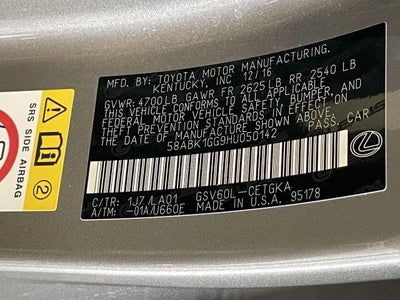 MFD. BY: TOYOTA MOTOR MANUFACTURING.
KENTUCKY, INC 12/16
GVWR: 4700LB GAWR FR 2625LB RR 2540 LB
THIS VEHICLE CONFORMS TO ALL APPLICABLE
FEDERAL MOTOR VEHICLE SAFETY, BUMPER, AND
THEFT PREVENTION STANDARDS IN EFFECT ON
THE DATE OF MANUFACTURE SHOWN ABOVE.
58ABK1GG9HU050142 PASS. CAR
C/TR: 1J7/LA01 GSV60L-CETGKA
A/TM: -01A/U660E MADE IN U.S.A. 95178
SRS SIDE AIRBAG
2